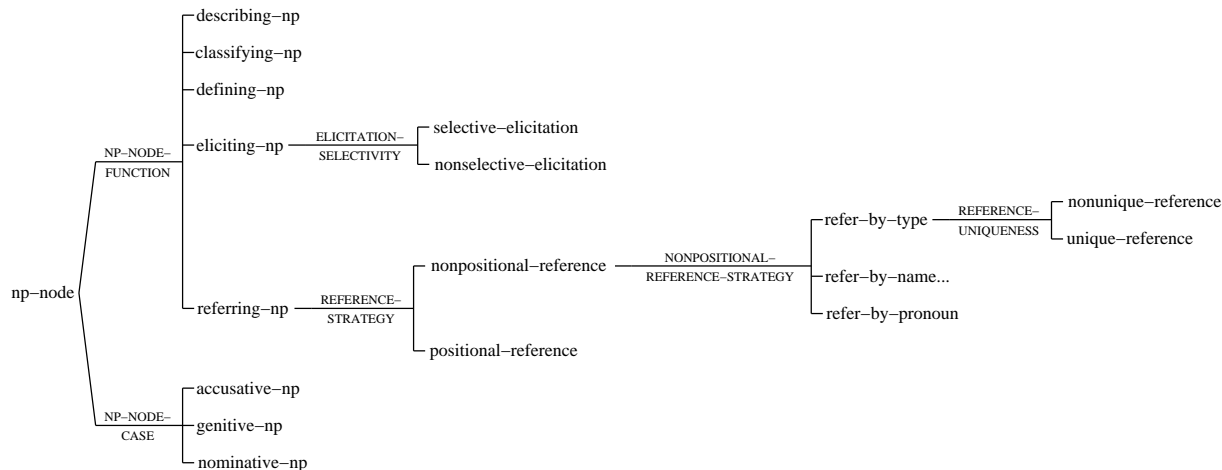 describing–np
classifying–np
defining–np
eliciting–np
ELICITATION–
SELECTIVITY
selective–elicitation
nonselective–elicitation
NP–NODE–
FUNCTION
np–node
referring–np
REFERENCE–
STRATEGY
nonpositional–reference
positional–reference
NONPOSITIONAL–
REFERENCE–STRATEGY
refer–by–type
refer–by–name...
refer–by–pronoun
REFERENCE–
UNIQUENESS
nonunique–reference
unique–reference
NP–NODE–
CASE
accusative–np
genitive–np
nominative–np